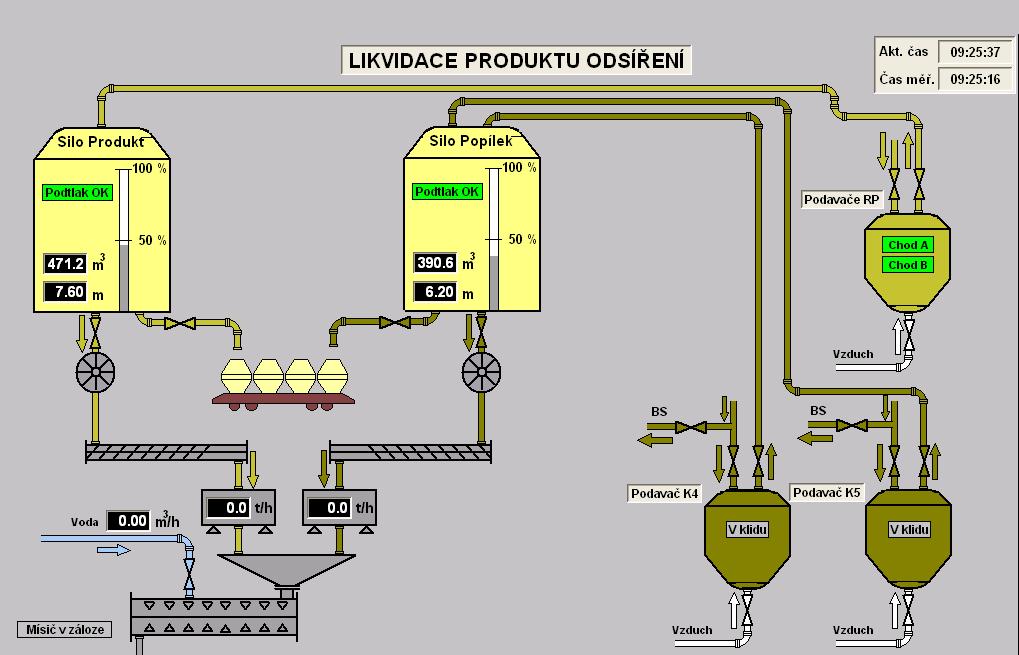 LIKVIDACE PRODUKTU ODSÍŘENÍ
Akt. čas 09:25:37
Čas měř. 09:25:16
Silo Produkt
100 %
Podtlak OK
50 %
471.2 m3
7.60 m
Silo Popílek
100 %
Podtlak OK
50 %
390.6 m3
6.20 m
Podavače RP
Chod A
Chod B
Vzduch
BS
BS
Podavač K4
Podavač K5
V klidu
V klidu
0.0 t/h
0.0 t/h
Voda 0.00 m3/h
Mísič v záloze
Vzduch
Vzduch